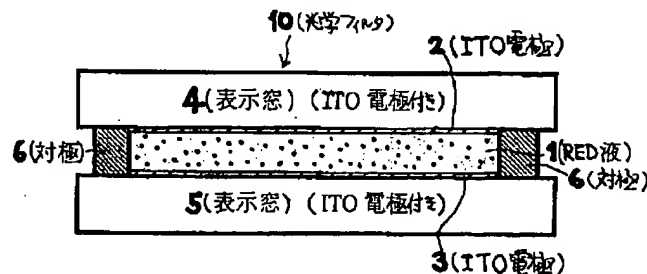 10(光学フィルタ)
2(ITO電極)
4(表示窓)(ITO電極付き)
6(対極)
1(RED液)
6(対極)
5(表示窓)(ITO電極付き)
3(ITO電極)